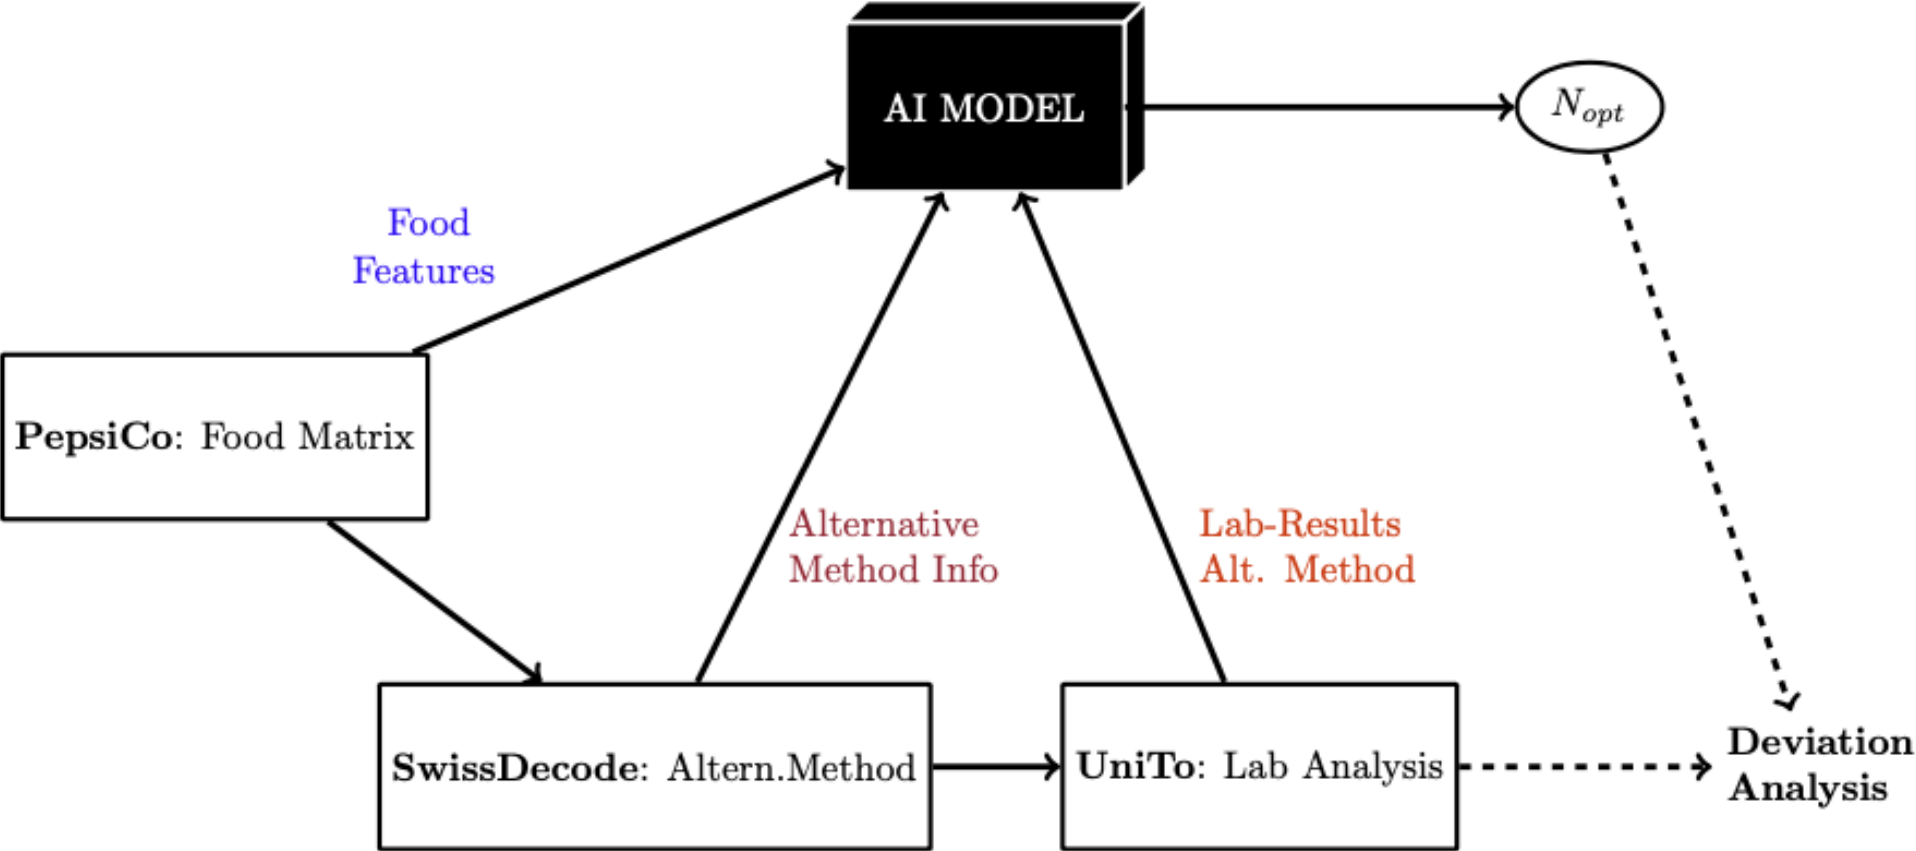 AI MODEL
N_opt
Food
Features
PepsiCo: Food Matrix
Alternative
Method Info
Lab-Results
Alt. Method
SwissDecode: Altern.Method
UniTo: Lab Analysis
Deviation
Analysis